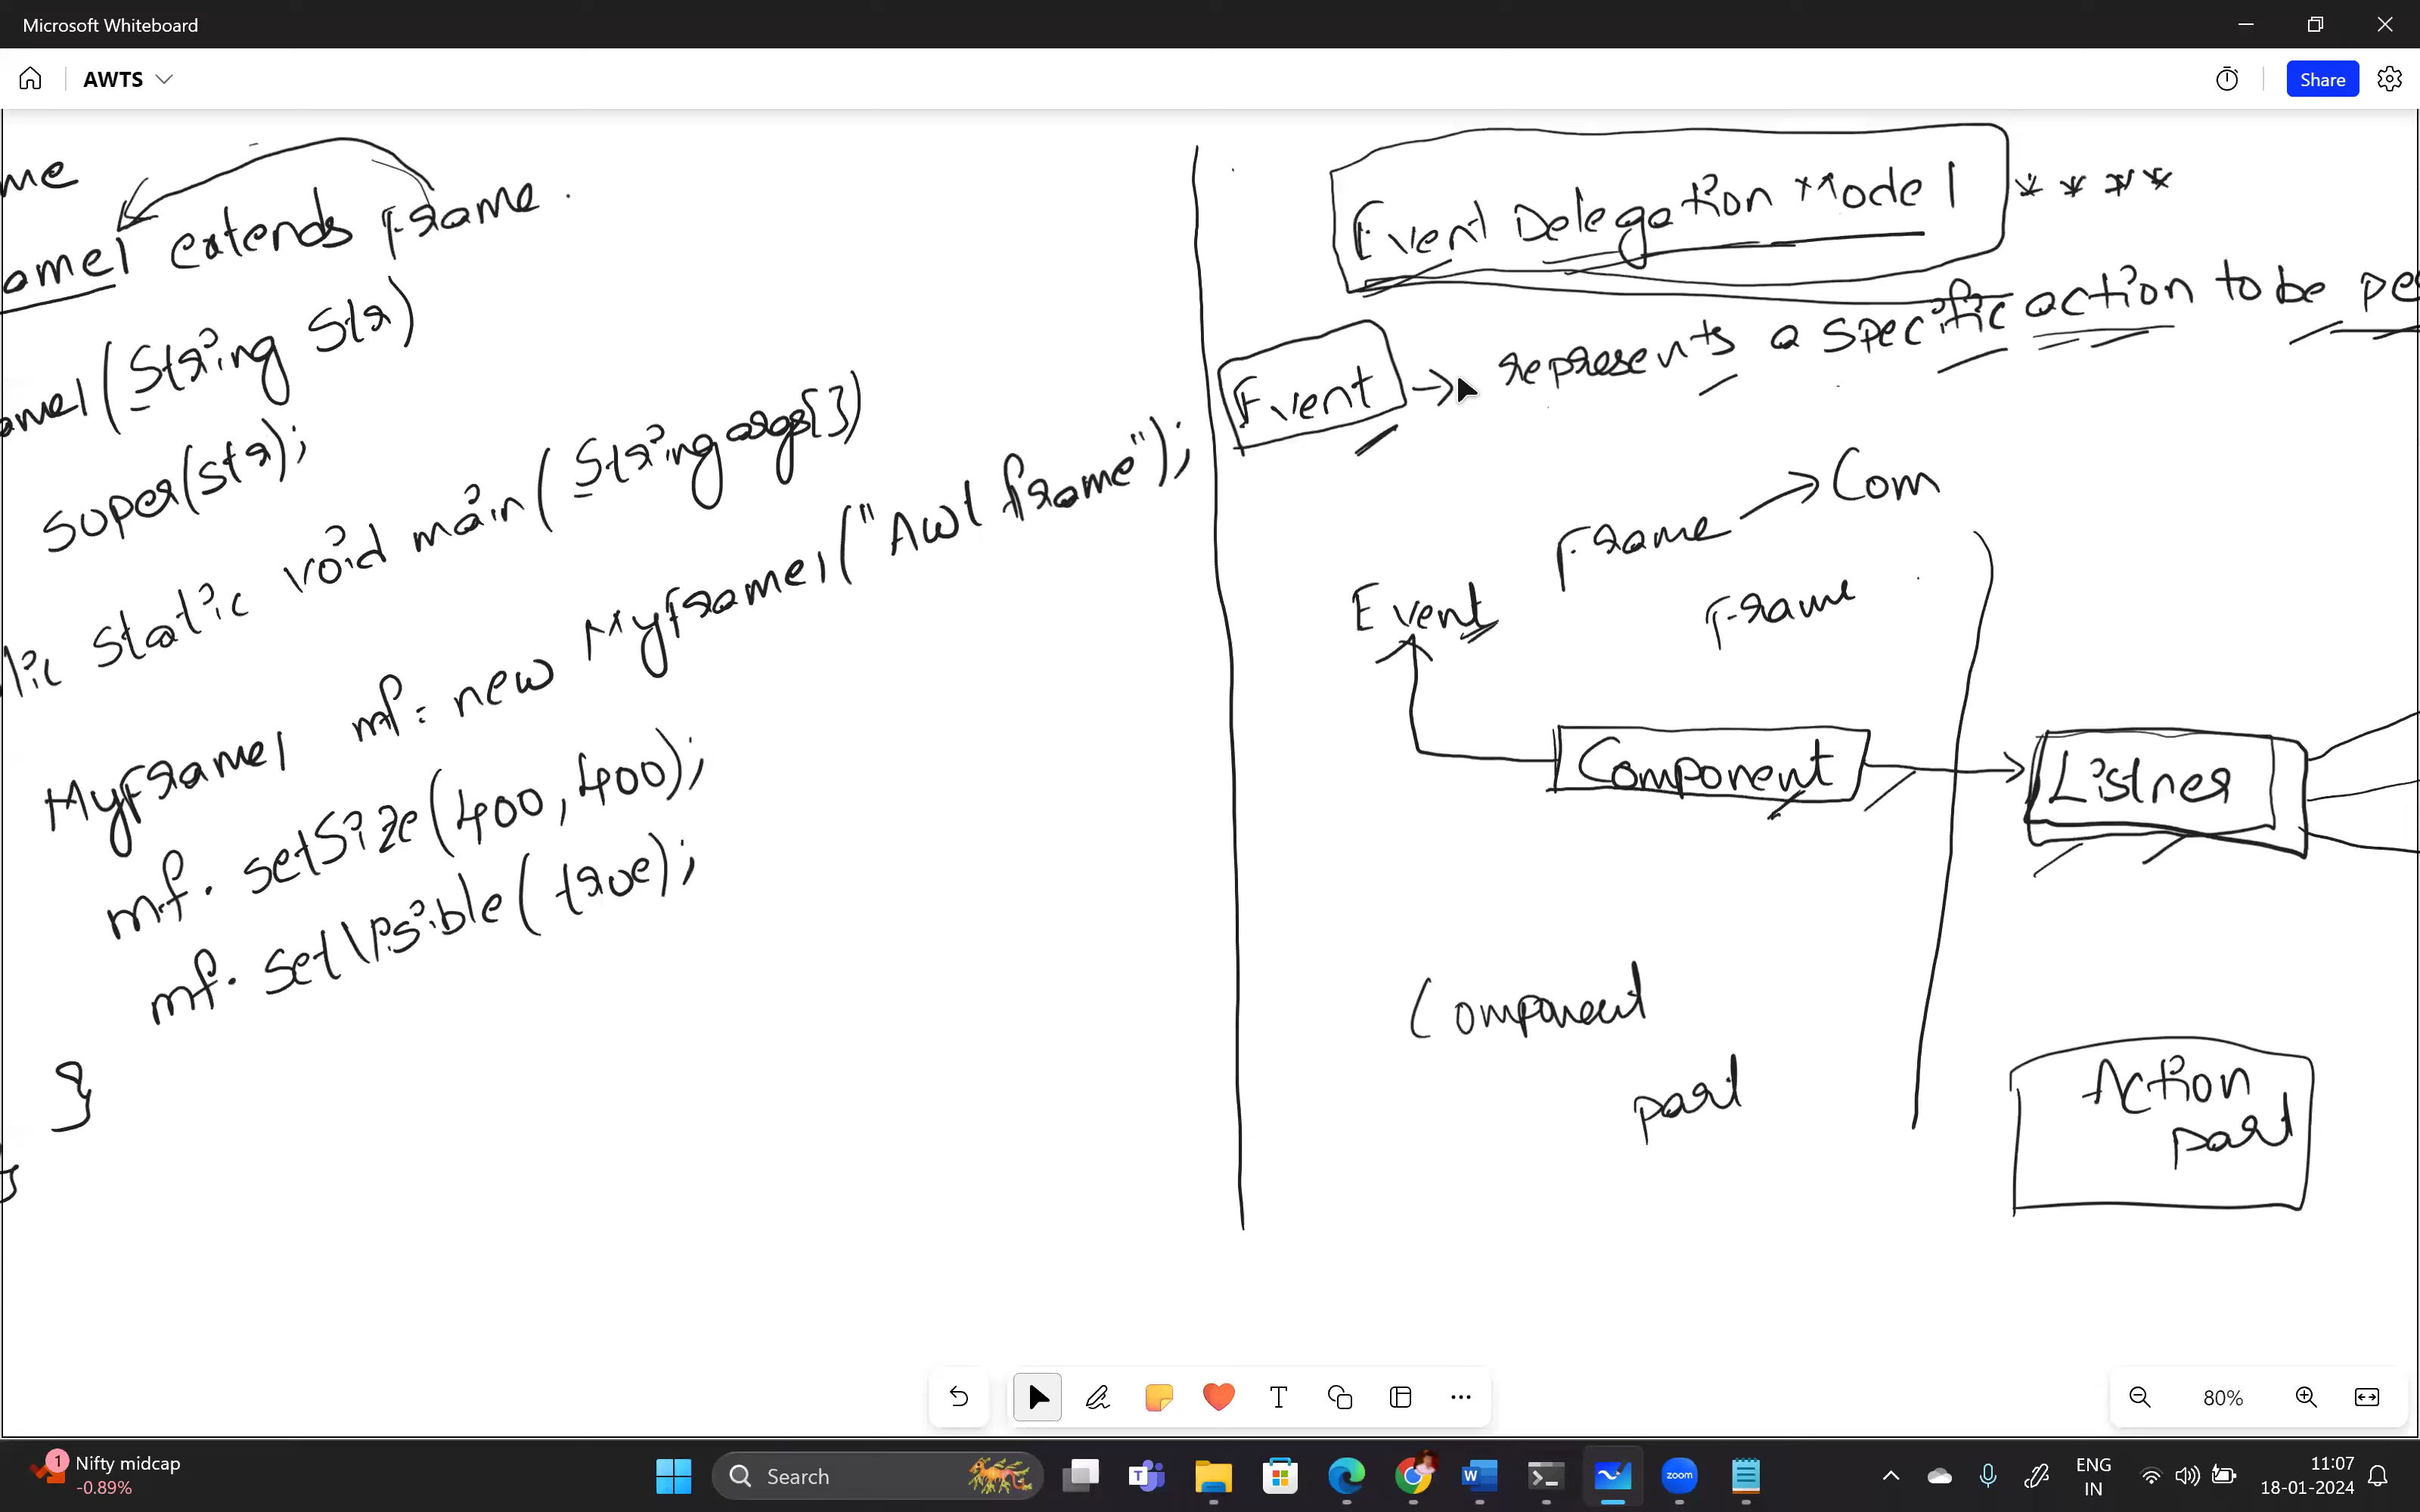 Microsoft Whiteboard
AWTS
Share
me
ame1 extends Frame.
ame1 (String str)
super(str);
lic static void main(String args[])
MyFrame1 mf = new MyFrame1("Awt frame");
mf. setSize(400,400);
mf. setVisible(true);
}
Event Delegation Model ****
Event → represents a specific action to be pe
Frame → Com
Event
Frame
Component
Listner
Component
part
Action
part
80%
1
Nifty midcap
-0.89%
Search
zoom
ENG
IN
11:07
18-01-2024